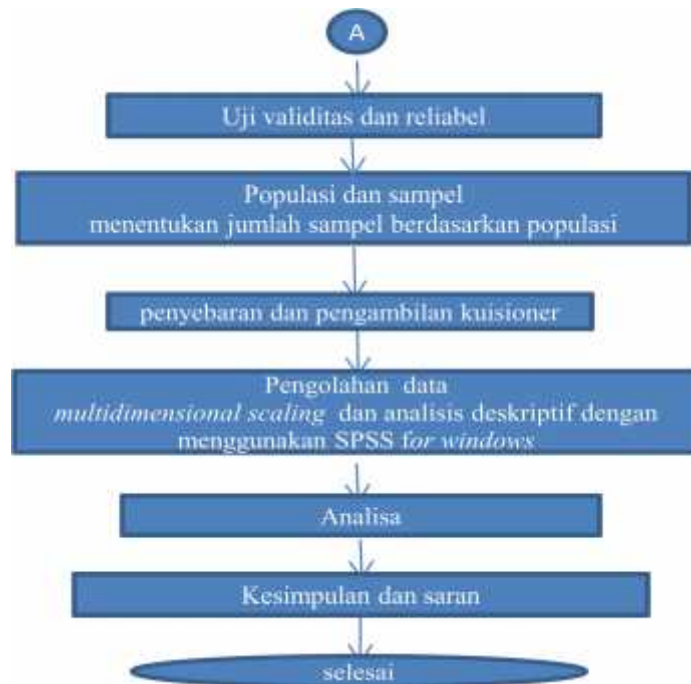 A
Uji validitas dan reliabel
Populasi dan sampel
menentukan jumlah sampel berdasarkan populasi
penyebaran dan pengambilan kuisioner
Pengolahan data
multidimensional scaling dan analisis deskriptif dengan
menggunakan SPSS for windows
Analisa
Kesimpulan dan saran
selesai